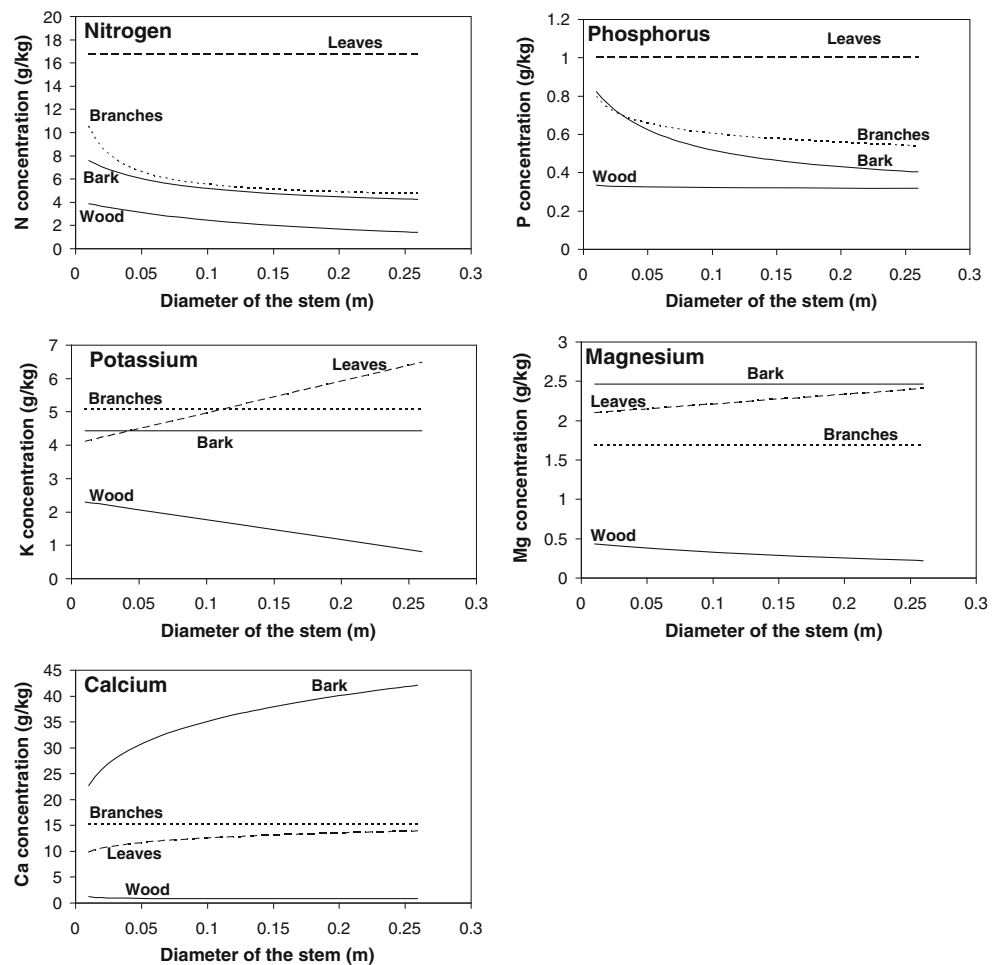 Nitrogen
N concentration (g/kg)
20
18
16
14
12
10
8
6
4
2
0
Leaves
Branches
Bark
Wood
0 0.05 0.1 0.15 0.2 0.25 0.3
Diameter of the stem (m)
Phosphorus
P concentration (g/kg)
1.2
1
0.8
0.6
0.4
0.2
0
Leaves
Branches
Bark
Wood
0 0.05 0.1 0.15 0.2 0.25 0.3
Diameter of the stem (m)
Potassium
K concentration (g/kg)
7
6
5
4
3
2
1
0
Leaves
Branches
Bark
Wood
0 0.05 0.1 0.15 0.2 0.25 0.3
Diameter of the stem (m)
Magnesium
Mg concentration (g/kg)
3
2.5
2
1.5
1
0.5
0
Bark
Leaves
Branches
Wood
0 0.05 0.1 0.15 0.2 0.25 0.3
Diameter of the stem (m)
Calcium
Ca concentration (g/kg)
45
40
35
30
25
20
15
10
5
0
Bark
Branches
Leaves
Wood
0 0.05 0.1 0.15 0.2 0.25 0.3
Diameter of the stem (m)